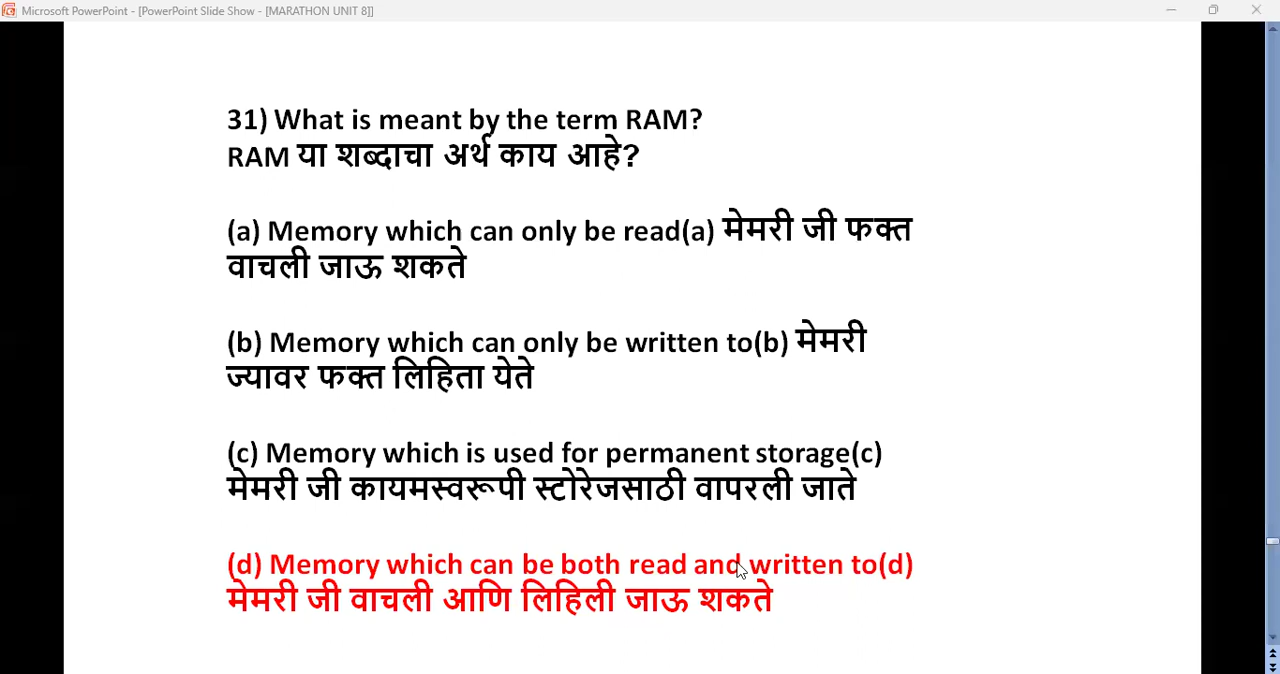 Microsoft PowerPoint - [PowerPoint Slide Show - [MARATHON UNIT 8]]
31) What is meant by the term RAM?
RAM या शब्दाचा अर्थ काय आहे?
(a) Memory which can only be read(a) मेमरी जी फक्त
वाचली जाऊ शकते
(b) Memory which can only be written to(b) मेमरी
ज्यावर फक्त लिहिता येते
(c) Memory which is used for permanent storage(c)
मेमरी जी कायमस्वरूपी स्टोरेजसाठी वापरली जाते
(d) Memory which can be both read and written to(d)
मेमरी जी वाचली आणि लिहिली जाऊ शकते